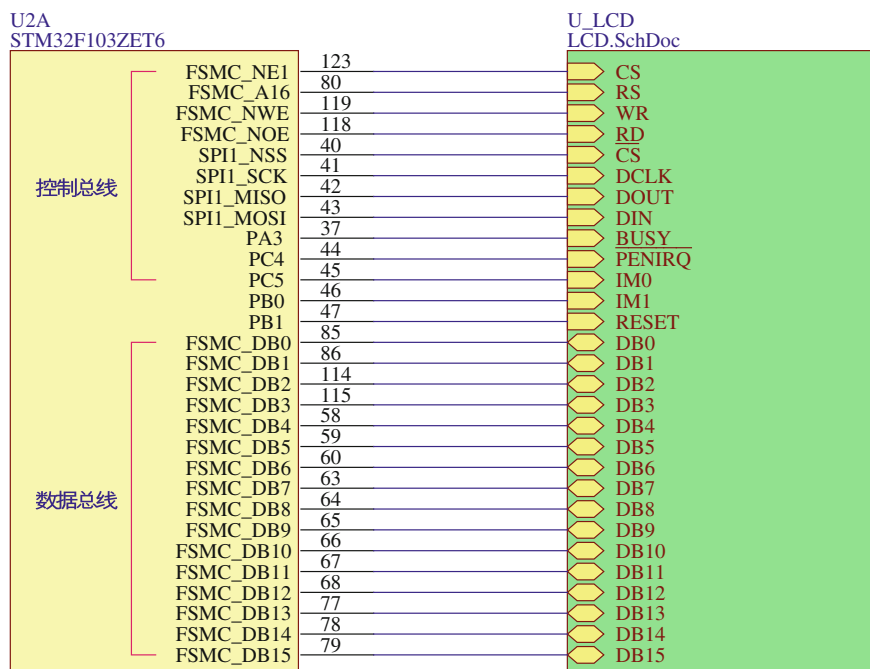 U2A
STM32F103ZET6
U_LCD
LCD.SchDoc
FSMC_NE1 123 CS
FSMC_A16 80 RS
FSMC_NWE 119 WR
FSMC_NOE 118 RD
SPI1_NSS 40 CS
SPI1_SCK 41 DCLK
控制总线
SPI1_MISO 42 DOUT
SPI1_MOSI 43 DIN
PA3 37 BUSY
PC4 44 PENIRQ
PC5 45 IM0
PB0 46 IM1
PB1 47 RESET
FSMC_DB0 85 DB0
FSMC_DB1 86 DB1
FSMC_DB2 114 DB2
FSMC_DB3 115 DB3
FSMC_DB4 58 DB4
FSMC_DB5 59 DB5
FSMC_DB6 60 DB6
FSMC_DB7 63 DB7
数据总线
FSMC_DB8 64 DB8
FSMC_DB9 65 DB9
FSMC_DB10 66 DB10
FSMC_DB11 67 DB11
FSMC_DB12 68 DB12
FSMC_DB13 77 DB13
FSMC_DB14 78 DB14
FSMC_DB15 79 DB15